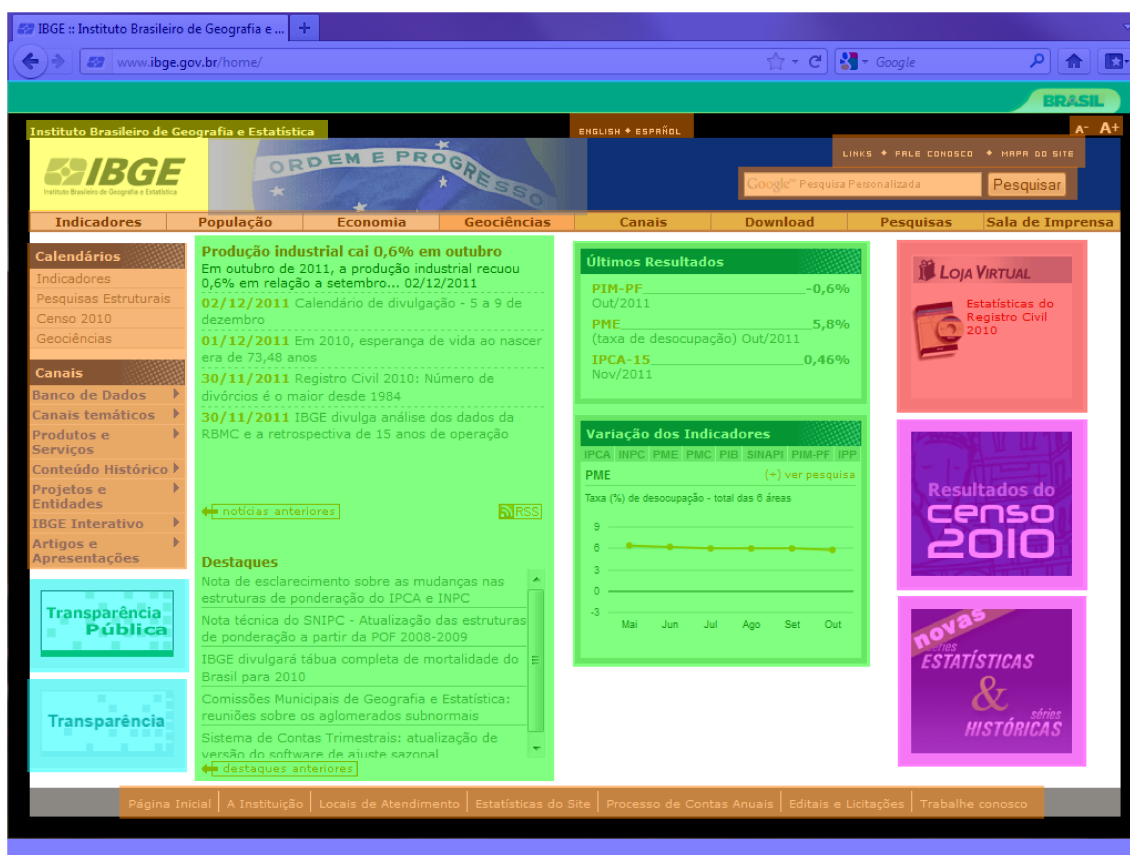 IBGE :: Instituto Brasileiro de Geografia e ...
+
www.ibge.gov.br/home/
Google
BRASIL
Instituto Brasileiro de Geografia e Estatística
ENGLISH ESPAÑOL
A- A+
IBGE
Instituto Brasileiro de Geografia e Estatística
ORDEM E PROGRESSO
LINKS FALE CONOSCO MAPA DO SITE
Google™ Pesquisa Personalizada
Pesquisar
Indicadores População Economia Geociências Canais Download Pesquisas Sala de Imprensa
Calendários
Indicadores
Pesquisas Estruturais
Censo 2010
Geociências
Canais
Banco de Dados
Canais temáticos
Produtos e
Serviços
Conteúdo Histórico
Projetos e
Entidades
IBGE Interativo
Artigos e
Apresentações
Transparência
Pública
Transparência
Produção industrial cai 0,6% em outubro
Em outubro de 2011, a produção industrial recuou
0,6% em relação a setembro... 02/12/2011
02/12/2011 Calendário de divulgação - 5 a 9 de
dezembro
01/12/2011 Em 2010, esperança de vida ao nascer
era de 73,48 anos
30/11/2011 Registro Civil 2010: Número de
divórcios é o maior desde 1984
30/11/2011 IBGE divulga análise dos dados da
RBMC e a retrospectiva de 15 anos de operação
notícias anteriores
RSS
Destaques
Nota de esclarecimento sobre as mudanças nas
estruturas de ponderação do IPCA e INPC
Nota técnica do SNIPC - Atualização das estruturas
de ponderação a partir da POF 2008-2009
IBGE divulgará tábua completa de mortalidade do
Brasil para 2010
Comissões Municipais de Geografia e Estatística:
reuniões sobre os aglomerados subnormais
Sistema de Contas Trimestrais: atualização de
versão do software de ajuste sazonal
destaques anteriores
Últimos Resultados
PIM-PF -0,6%
Out/2011
PME 5,8%
(taxa de desocupação) Out/2011
IPCA-15 0,46%
Nov/2011
Variação dos Indicadores
IPCA INPC PME PMC PIB SINAPI PIM-PF IPP
PME (+) ver pesquisa
Taxa (%) de desocupação - total das 6 áreas
9
6
3
0
-3
Mai Jun Jul Ago Set Out
LOJA VIRTUAL
Estatísticas do
Registro Civil
2010
Resultados do
censo
2010
novas
séries
ESTATÍSTICAS
&
séries
HISTÓRICAS
Página Inicial A Instituição Locais de Atendimento Estatísticas do Site Processo de Contas Anuais Editais e Licitações Trabalhe conosco